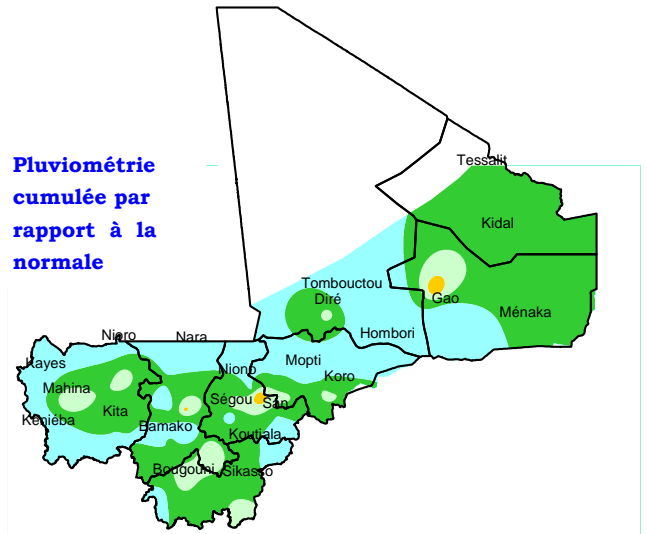 Pluviométrie
cumulée par
rapport à la
normale
Tessalit
Kidal
Tombouctou
Diré
Gao
Ménaka
Hombori
Nioro
Nara
Mopti
Kayes
Niono
Koro
Mahina
Ségou
San
Kéniéba
Kita
Bamako
Koutiala
Bougouni
Sikasso